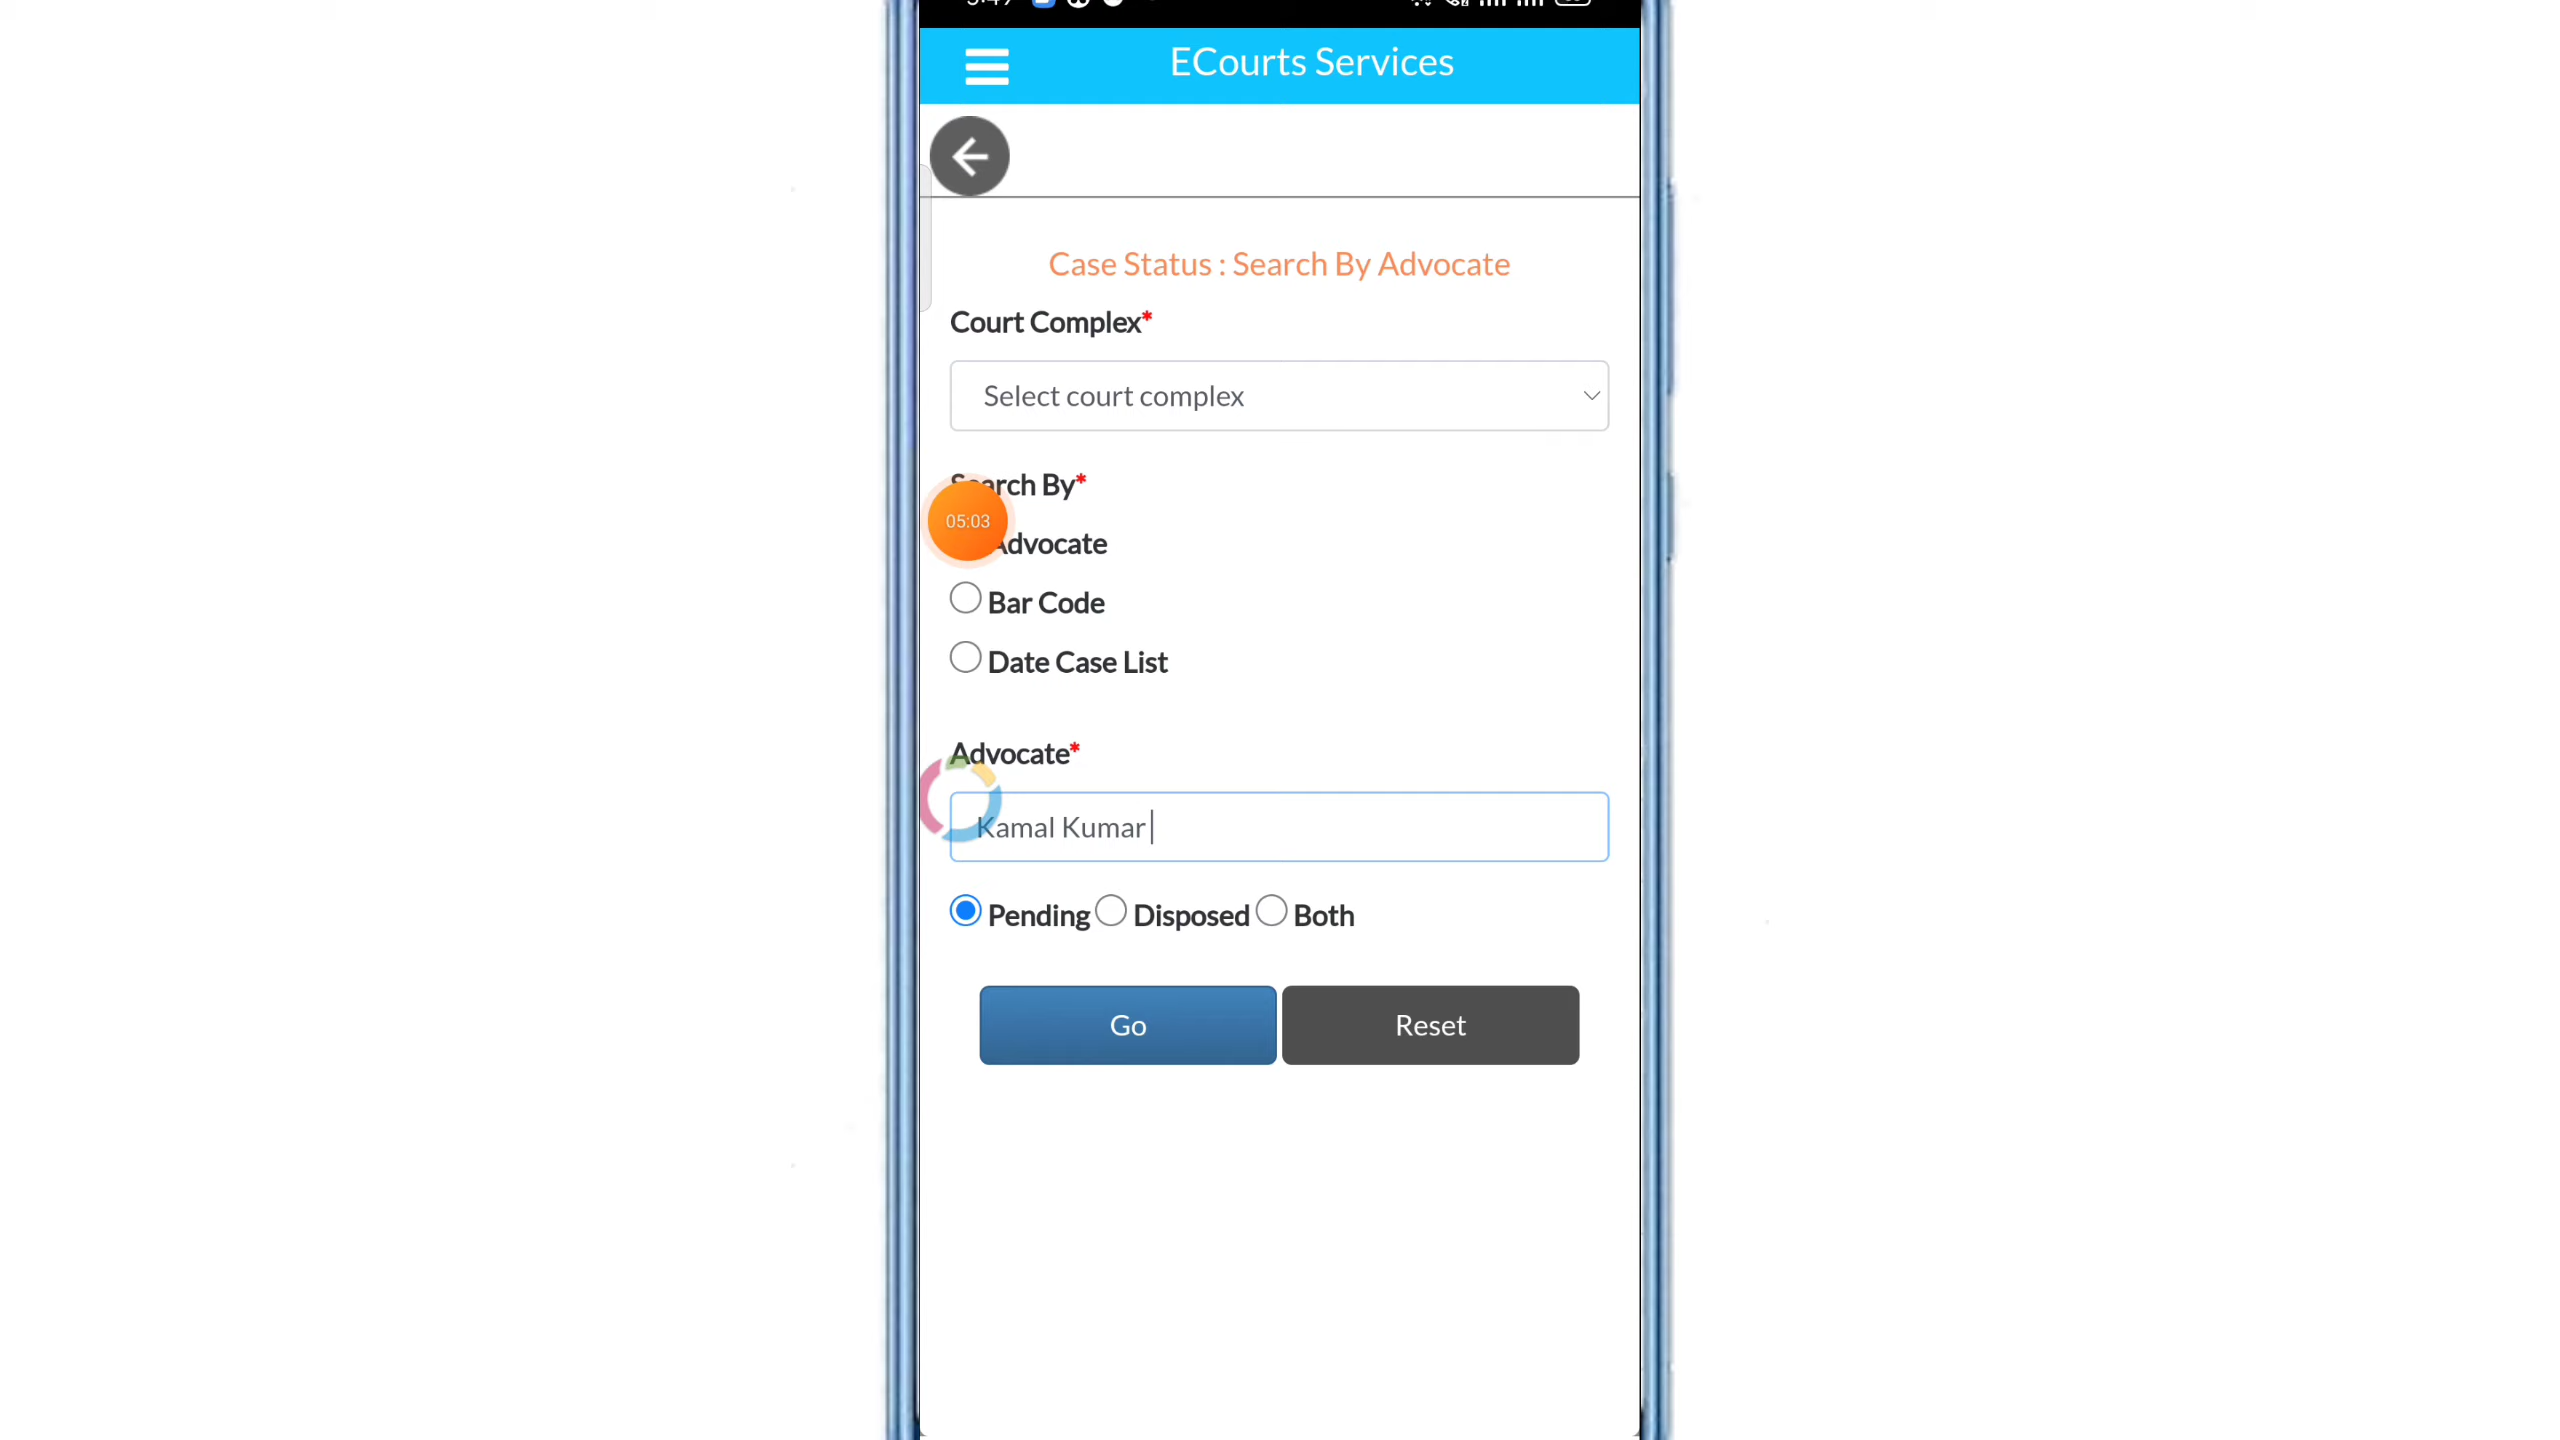 ECourts Services
Case Status : Search By Advocate
Court Complex*
Select court complex
Search By*
05:03
Advocate
Bar Code
Date Case List
Advocate*
Kamal Kumar
Pending Disposed Both
Go Reset